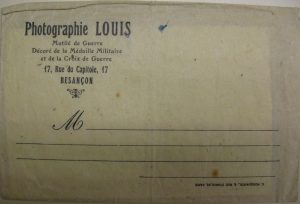 Photographie LOUIS
Mutilé de Guerre
Décoré de la Médaille Militaire
et de la Croix de Guerre
17, Rue du Capitole, 17
BESANÇON
M